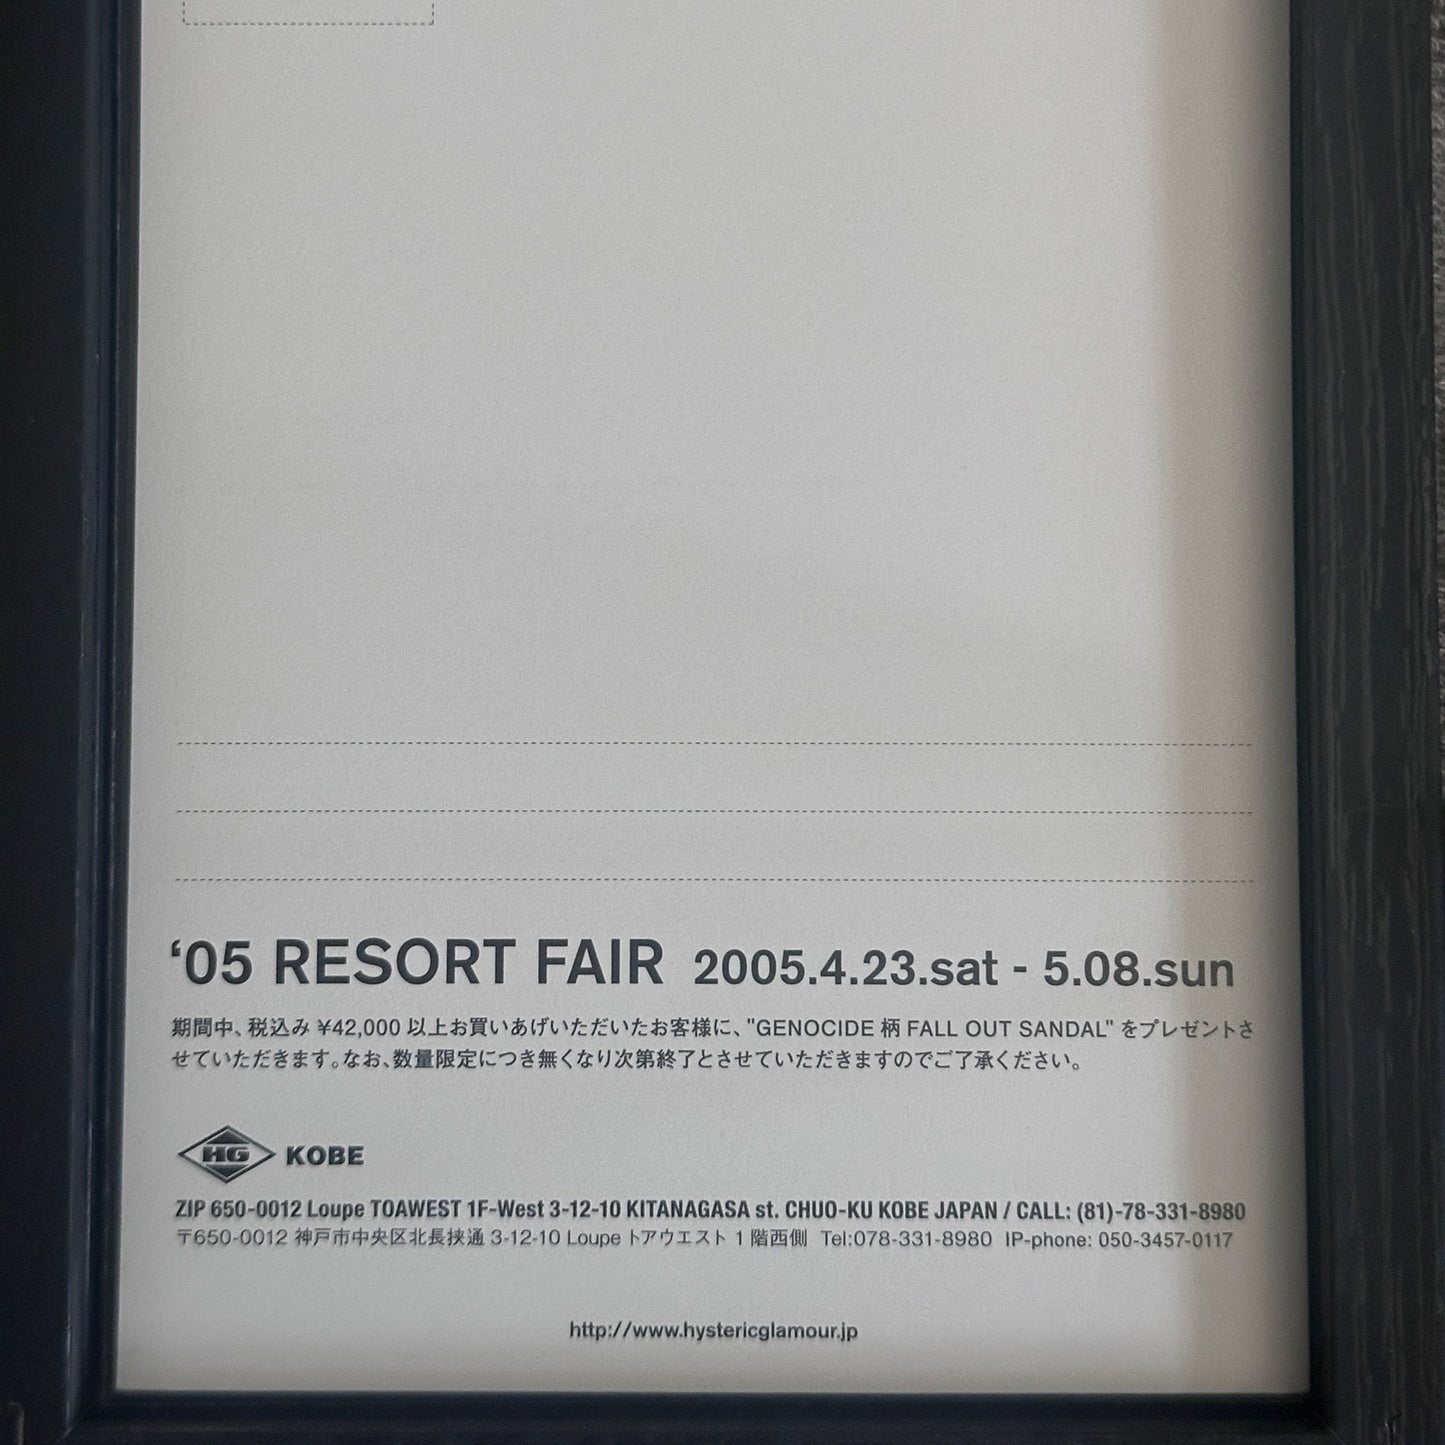 ‘05 RESORT FAIR 2005.4.23.sat - 5.08.sun
期間中、税込み ¥42,000 以上お買いあげいただいたお客様に、"GENOCIDE 柄 FALL OUT SANDAL" をプレゼントさ
せていただきます。なお、数量限定につき無くなり次第終了とさせていただきますのでご了承ください。
HG KOBE
ZIP 650-0012 Loupe TOAWEST 1F-West 3-12-10 KITANAGASA st. CHUO-KU KOBE JAPAN / CALL: (81)-78-331-8980
〒650-0012 神戸市中央区北長挟通 3-12-10 Loupe トアウエスト 1 階西側 Tel:078-331-8980 IP-phone: 050-3457-0117
http://www.hystericglamour.jp